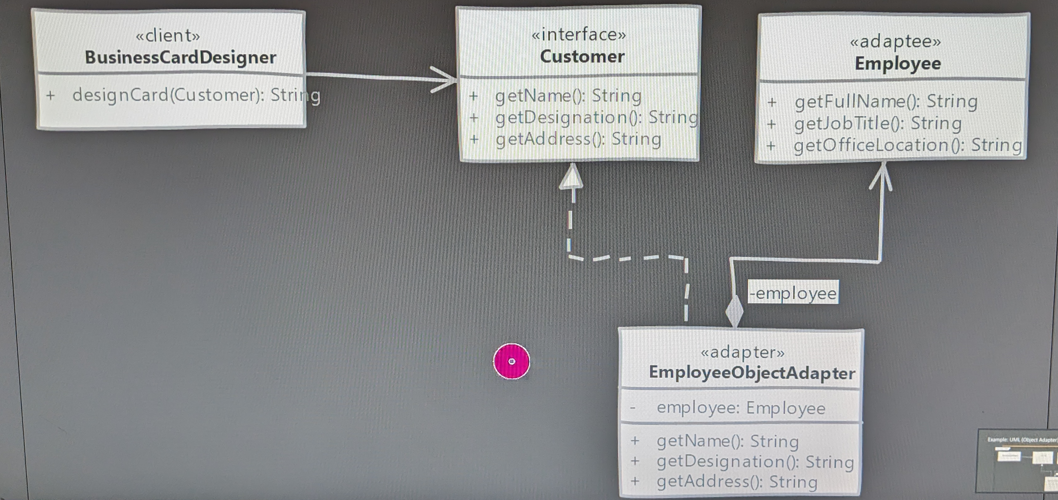 «client»
BusinessCardDesigner
+ designCard(Customer): String
«interface»
Customer
+ getName(): String
+ getDesignation(): String
+ getAddress(): String
«adaptee»
Employee
+ getFullName(): String
+ getJobTitle(): String
+ getOfficeLocation(): String
-employee
«adapter»
EmployeeObjectAdapter
- employee: Employee
+ getName(): String
+ getDesignation(): String
+ getAddress(): String
Example: UML (Object Adapter